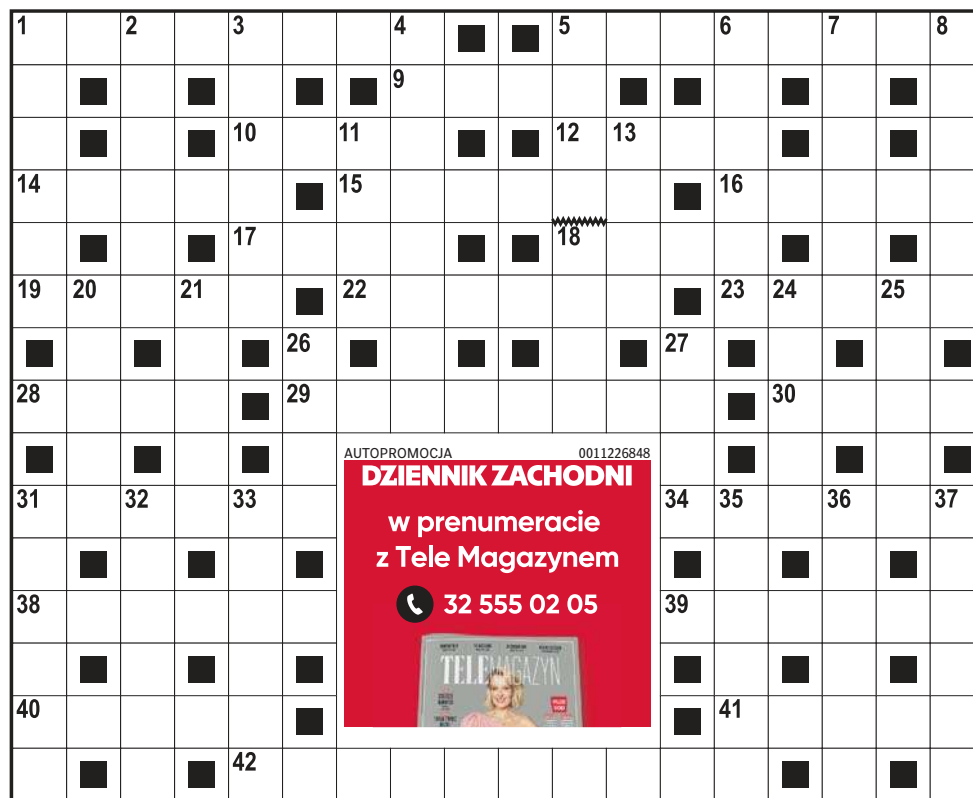 1 2 3 4 5 6 7 8
9
10 11 12 13
14 15 16
17 18
19 20 21 22 23 24 25
26 27
28 29 30
AUTOPROMOCJA 0011226848
DZIENNIK ZACHODNI
31 32 33 34 35 36 37
w prenumeracie
z Tele Magazynem
38 32 555 02 05 39
TELEMAGAZYN
40 41
42